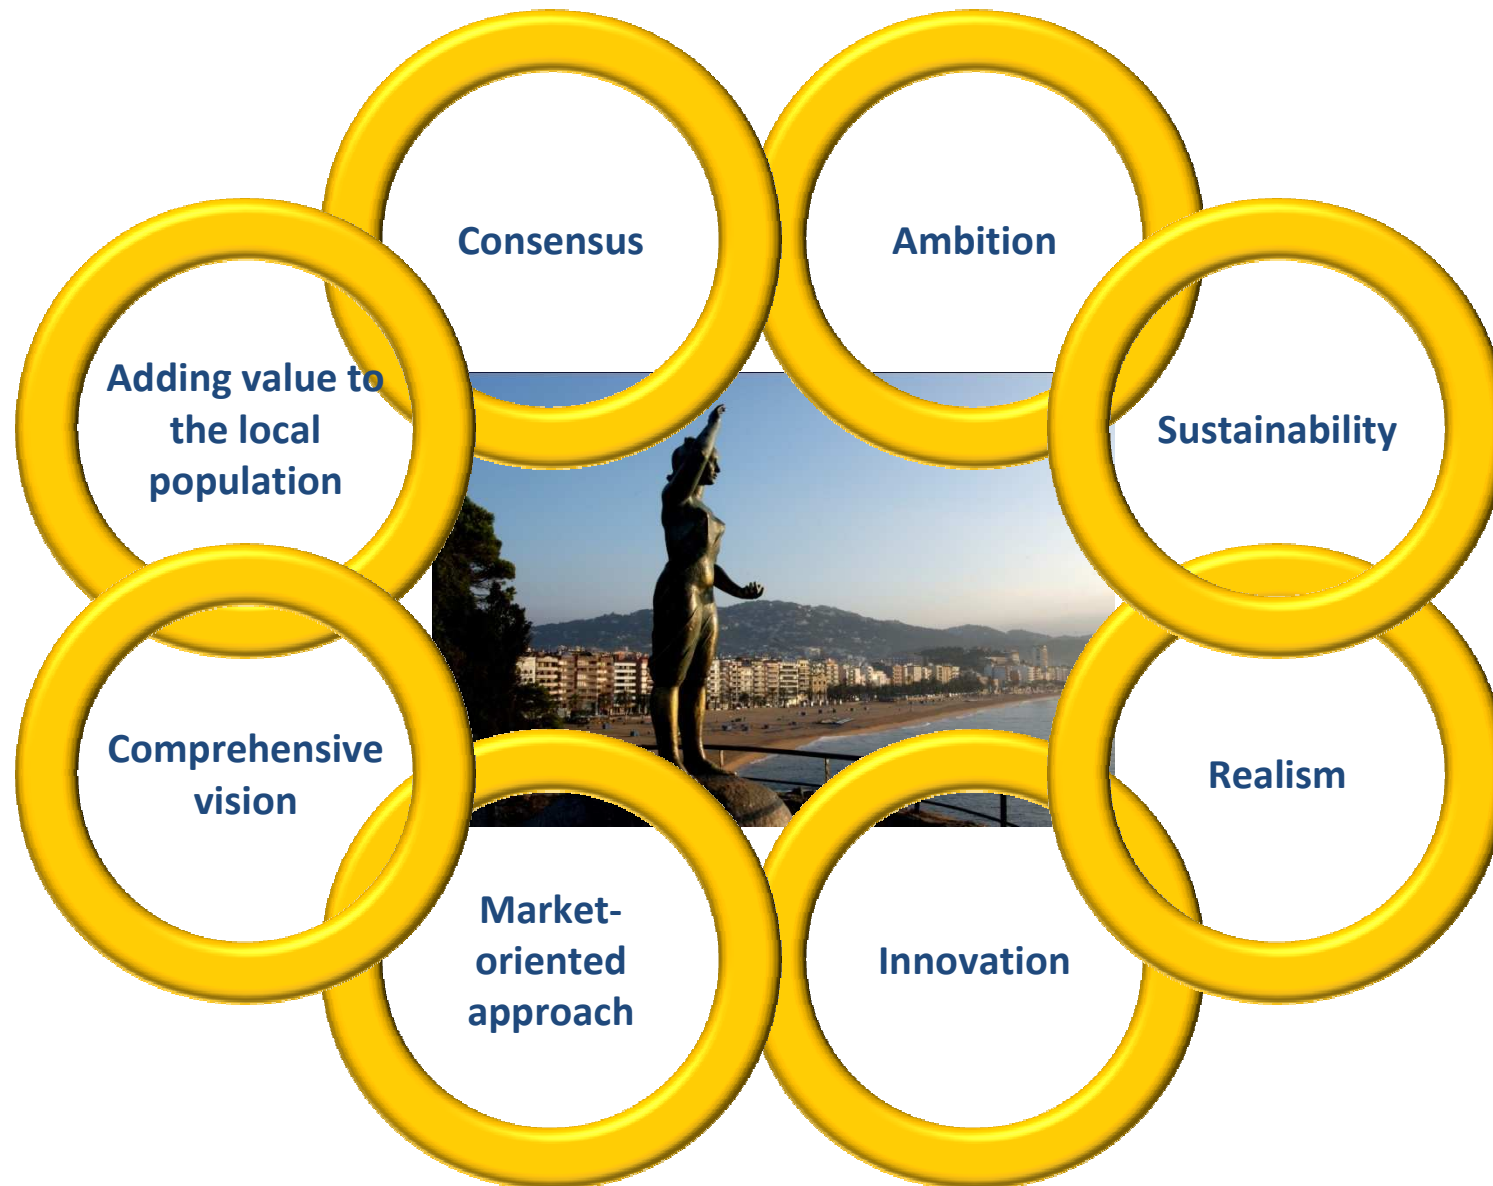 Consensus
Ambition
Adding value to
the local
population
Sustainability
Comprehensive
vision
Realism
Market-
oriented
approach
Innovation